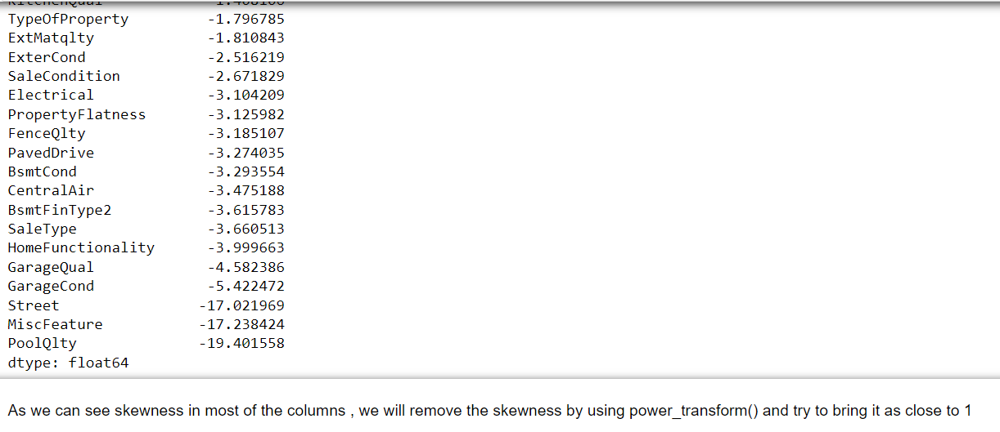 TypeOfProperty -1.796785
ExtMatqlty -1.810843
ExterCond -2.516219
SaleCondition -2.671829
Electrical -3.104209
PropertyFlatness -3.125982
FenceQlty -3.185107
PavedDrive -3.274035
BsmtCond -3.293554
CentralAir -3.475188
BsmtFinType2 -3.615783
SaleType -3.660513
HomeFunctionality -3.999663
GarageQual -4.582386
GarageCond -5.422472
Street -17.021969
MiscFeature -17.238424
PoolQlty -19.401558
dtype: float64
As we can see skewness in most of the columns , we will remove the skewness by using power_transform() and try to bring it as close to 1